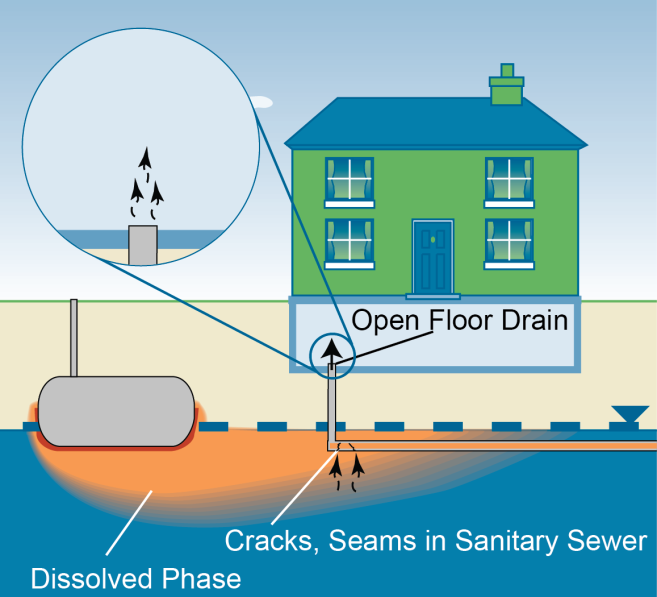 Open Floor Drain
Cracks, Seams in Sanitary Sewer
Dissolved Phase